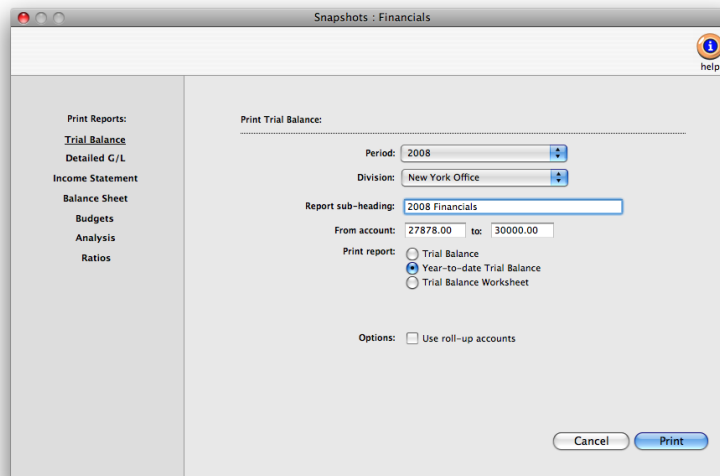 Snapshots : Financials
help
Print Reports:
Trial Balance
Detailed G/L
Income Statement
Balance Sheet
Budgets
Analysis
Ratios
Print Trial Balance:
Period: 2008
Division: New York Office
Report sub-heading: 2008 Financials
From account: 27878.00 to: 30000.00
Print report: Trial Balance
Year-to-date Trial Balance
Trial Balance Worksheet
Options: Use roll-up accounts
Cancel Print